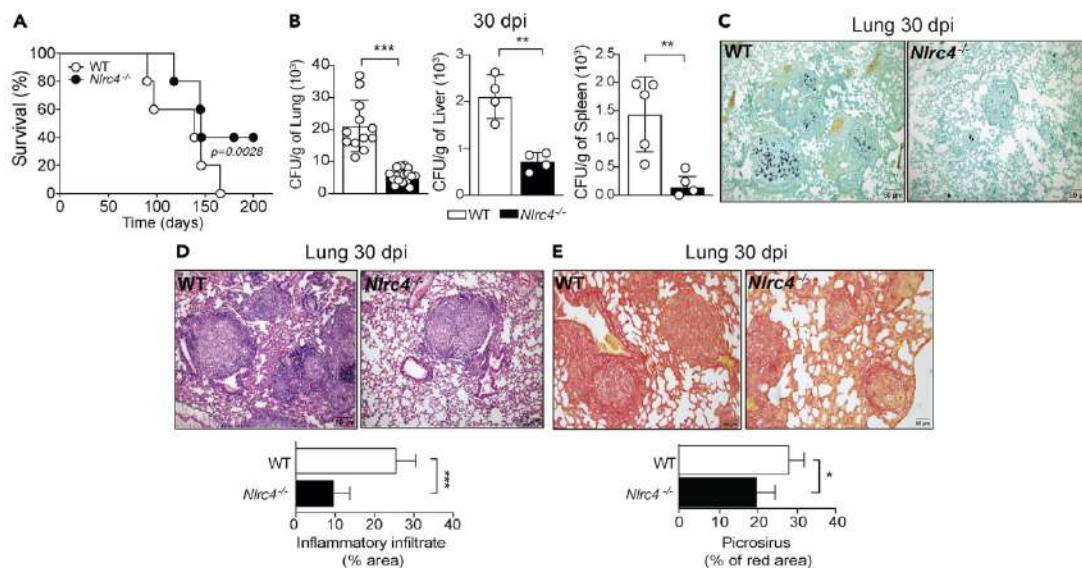 A
Survival (%)
100
80
60
40
20
0
WT
Nlrc4-/-
ρ=0.0028
0
50
100
150
200
Time (days)
B
30 dpi
CFU/g of Lung (10³)
40
30
20
10
0
***
CFU/g of Liver (10³)
3
2
1
0
**
CFU/g of Spleen (10³)
2.5
2.0
1.5
1.0
0.5
0.0
**
WT
Nlrc4-/-
C
Lung 30 dpi
WT
Nlrc4-/-
D
Lung 30 dpi
WT
Nlrc4-/-
WT
Nlrc4-/-
***
0
10
20
30
40
Inflammatory infiltrate
(% area)
E
Lung 30 dpi
WT
Nlrc4-/-
WT
Nlrc4-/-
*
0
10
20
30
40
Picrosirus
(% of red area)